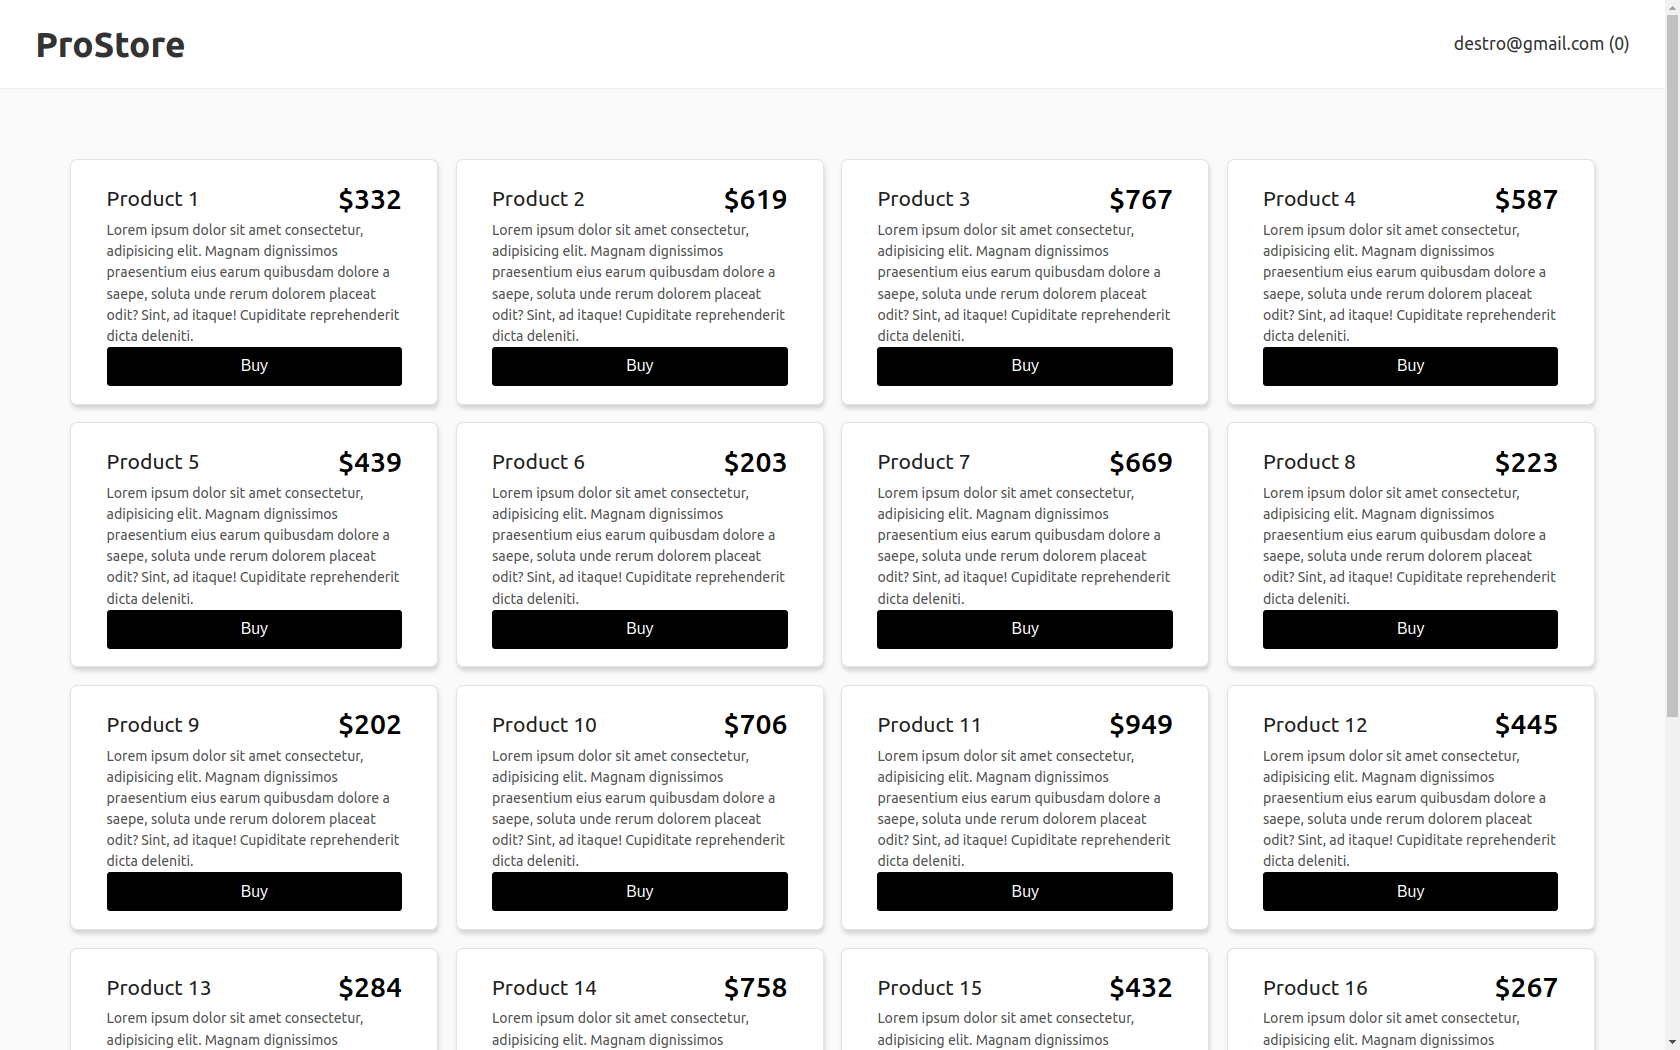 ProStore
destro@gmail.com (0)
Product 1 $332
Lorem ipsum dolor sit amet consectetur,
adipisicing elit. Magnam dignissimos
praesentium eius earum quibusdam dolore a
saepe, soluta unde rerum dolorem placeat
odit? Sint, ad itaque! Cupiditate reprehenderit
dicta deleniti.
Buy
Product 2 $619
Lorem ipsum dolor sit amet consectetur,
adipisicing elit. Magnam dignissimos
praesentium eius earum quibusdam dolore a
saepe, soluta unde rerum dolorem placeat
odit? Sint, ad itaque! Cupiditate reprehenderit
dicta deleniti.
Buy
Product 3 $767
Lorem ipsum dolor sit amet consectetur,
adipisicing elit. Magnam dignissimos
praesentium eius earum quibusdam dolore a
saepe, soluta unde rerum dolorem placeat
odit? Sint, ad itaque! Cupiditate reprehenderit
dicta deleniti.
Buy
Product 4 $587
Lorem ipsum dolor sit amet consectetur,
adipisicing elit. Magnam dignissimos
praesentium eius earum quibusdam dolore a
saepe, soluta unde rerum dolorem placeat
odit? Sint, ad itaque! Cupiditate reprehenderit
dicta deleniti.
Buy
Product 5 $439
Lorem ipsum dolor sit amet consectetur,
adipisicing elit. Magnam dignissimos
praesentium eius earum quibusdam dolore a
saepe, soluta unde rerum dolorem placeat
odit? Sint, ad itaque! Cupiditate reprehenderit
dicta deleniti.
Buy
Product 6 $203
Lorem ipsum dolor sit amet consectetur,
adipisicing elit. Magnam dignissimos
praesentium eius earum quibusdam dolore a
saepe, soluta unde rerum dolorem placeat
odit? Sint, ad itaque! Cupiditate reprehenderit
dicta deleniti.
Buy
Product 7 $669
Lorem ipsum dolor sit amet consectetur,
adipisicing elit. Magnam dignissimos
praesentium eius earum quibusdam dolore a
saepe, soluta unde rerum dolorem placeat
odit? Sint, ad itaque! Cupiditate reprehenderit
dicta deleniti.
Buy
Product 8 $223
Lorem ipsum dolor sit amet consectetur,
adipisicing elit. Magnam dignissimos
praesentium eius earum quibusdam dolore a
saepe, soluta unde rerum dolorem placeat
odit? Sint, ad itaque! Cupiditate reprehenderit
dicta deleniti.
Buy
Product 9 $202
Lorem ipsum dolor sit amet consectetur,
adipisicing elit. Magnam dignissimos
praesentium eius earum quibusdam dolore a
saepe, soluta unde rerum dolorem placeat
odit? Sint, ad itaque! Cupiditate reprehenderit
dicta deleniti.
Buy
Product 10 $706
Lorem ipsum dolor sit amet consectetur,
adipisicing elit. Magnam dignissimos
praesentium eius earum quibusdam dolore a
saepe, soluta unde rerum dolorem placeat
odit? Sint, ad itaque! Cupiditate reprehenderit
dicta deleniti.
Buy
Product 11 $949
Lorem ipsum dolor sit amet consectetur,
adipisicing elit. Magnam dignissimos
praesentium eius earum quibusdam dolore a
saepe, soluta unde rerum dolorem placeat
odit? Sint, ad itaque! Cupiditate reprehenderit
dicta deleniti.
Buy
Product 12 $445
Lorem ipsum dolor sit amet consectetur,
adipisicing elit. Magnam dignissimos
praesentium eius earum quibusdam dolore a
saepe, soluta unde rerum dolorem placeat
odit? Sint, ad itaque! Cupiditate reprehenderit
dicta deleniti.
Buy
Product 13 $284
Lorem ipsum dolor sit amet consectetur,
adipisicing elit. Magnam dignissimos
Product 14 $758
Lorem ipsum dolor sit amet consectetur,
adipisicing elit. Magnam dignissimos
Product 15 $432
Lorem ipsum dolor sit amet consectetur,
adipisicing elit. Magnam dignissimos
Product 16 $267
Lorem ipsum dolor sit amet consectetur,
adipisicing elit. Magnam dignissimos